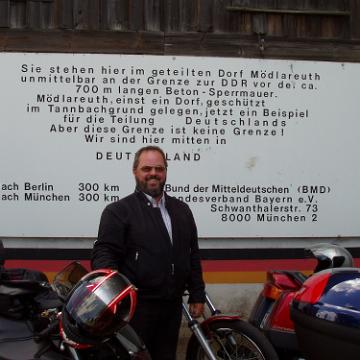 Sie stehen hier im geteilten Dorf Mödlareuth
unmittelbar an der Grenze zur DDR vor der ca.
700 m langen Beton-Sperrmauer.
Mödlareuth, einst ein Dorf, geschützt
im Tannbachgrund gelegen, jetzt ein Beispiel
für die Teilung Deutschlands
Aber diese Grenze ist keine Grenze!
Wir sind hier mitten in
DEUTSCHLAND
ach Berlin 300 km
ach München 300 km
Bund der Mitteldeutschen (BMD)
andesverband Bayern e.V.
Schwanthalerstr. 73
8000 München 2